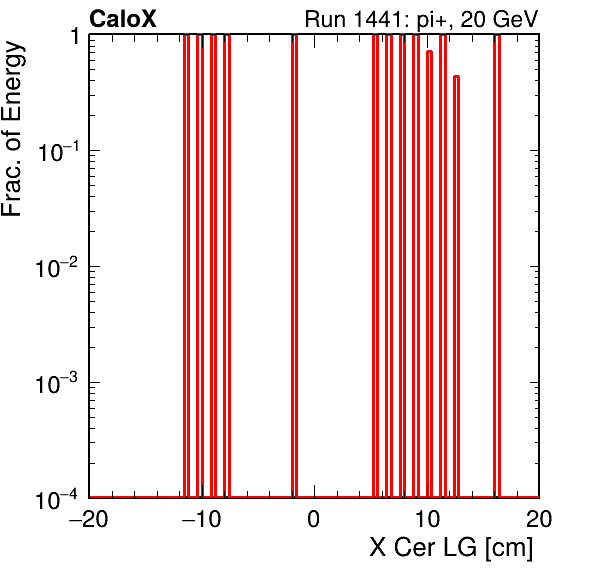 CaloX Run 1441: pi+, 20 GeV
Frac. of Energy
1
10⁻¹
10⁻²
10⁻³
10⁻⁴
−20 −10 0 10 20
X Cer LG [cm]